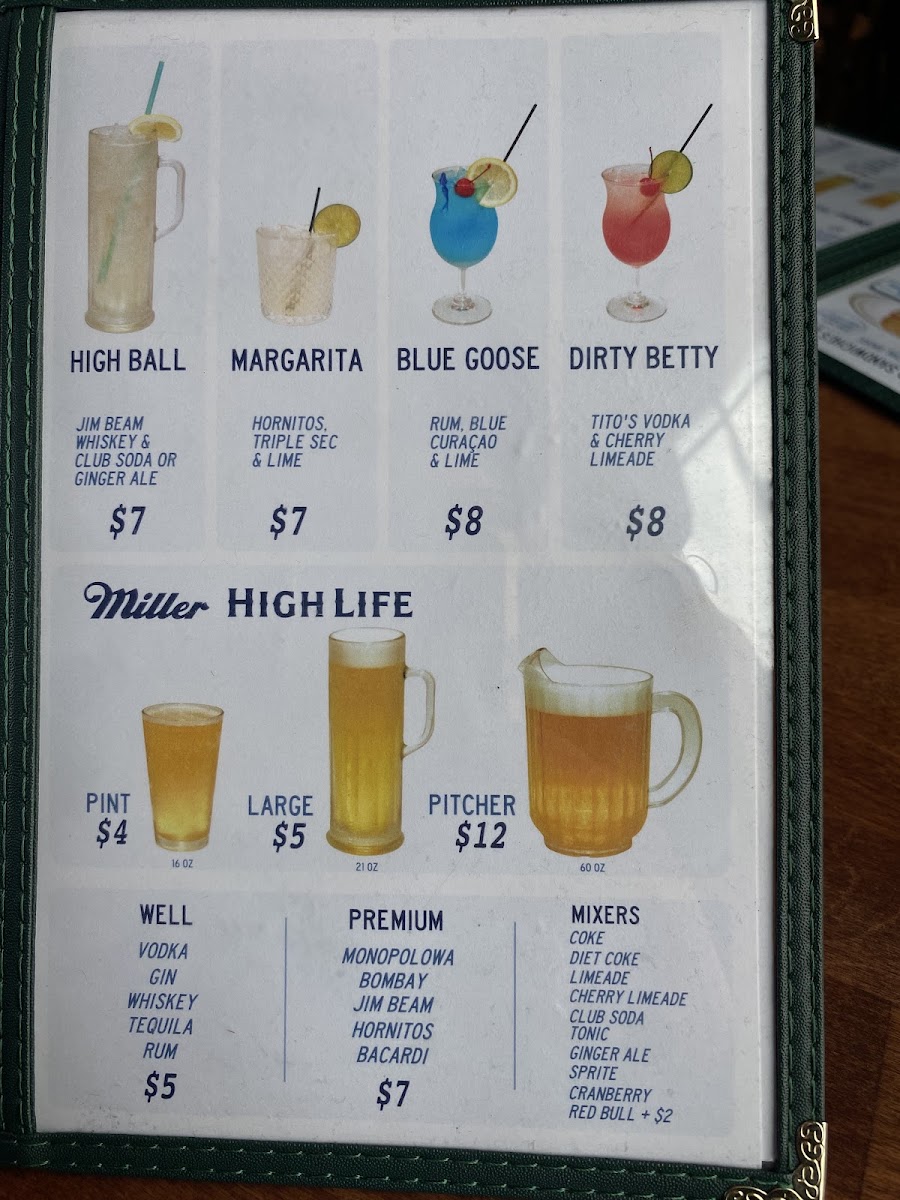 HIGH BALL
JIM BEAM
WHISKEY &
CLUB SODA OR
GINGER ALE
$7
MARGARITA
HORNITOS,
TRIPLE SEC
& LIME
$7
BLUE GOOSE
RUM, BLUE
CURAÇAO
& LIME
$8
DIRTY BETTY
TITO'S VODKA
& CHERRY
LIMEADE
$8
Miller HIGH LIFE
PINT
$4
16 OZ
LARGE
$5
21 OZ
PITCHER
$12
60 OZ
WELL
VODKA
GIN
WHISKEY
TEQUILA
RUM
$5
PREMIUM
MONOPOLOWA
BOMBAY
JIM BEAM
HORNITOS
BACARDI
$7
MIXERS
COKE
DIET COKE
LIMEADE
CHERRY LIMEADE
CLUB SODA
TONIC
GINGER ALE
SPRITE
CRANBERRY
RED BULL + $2